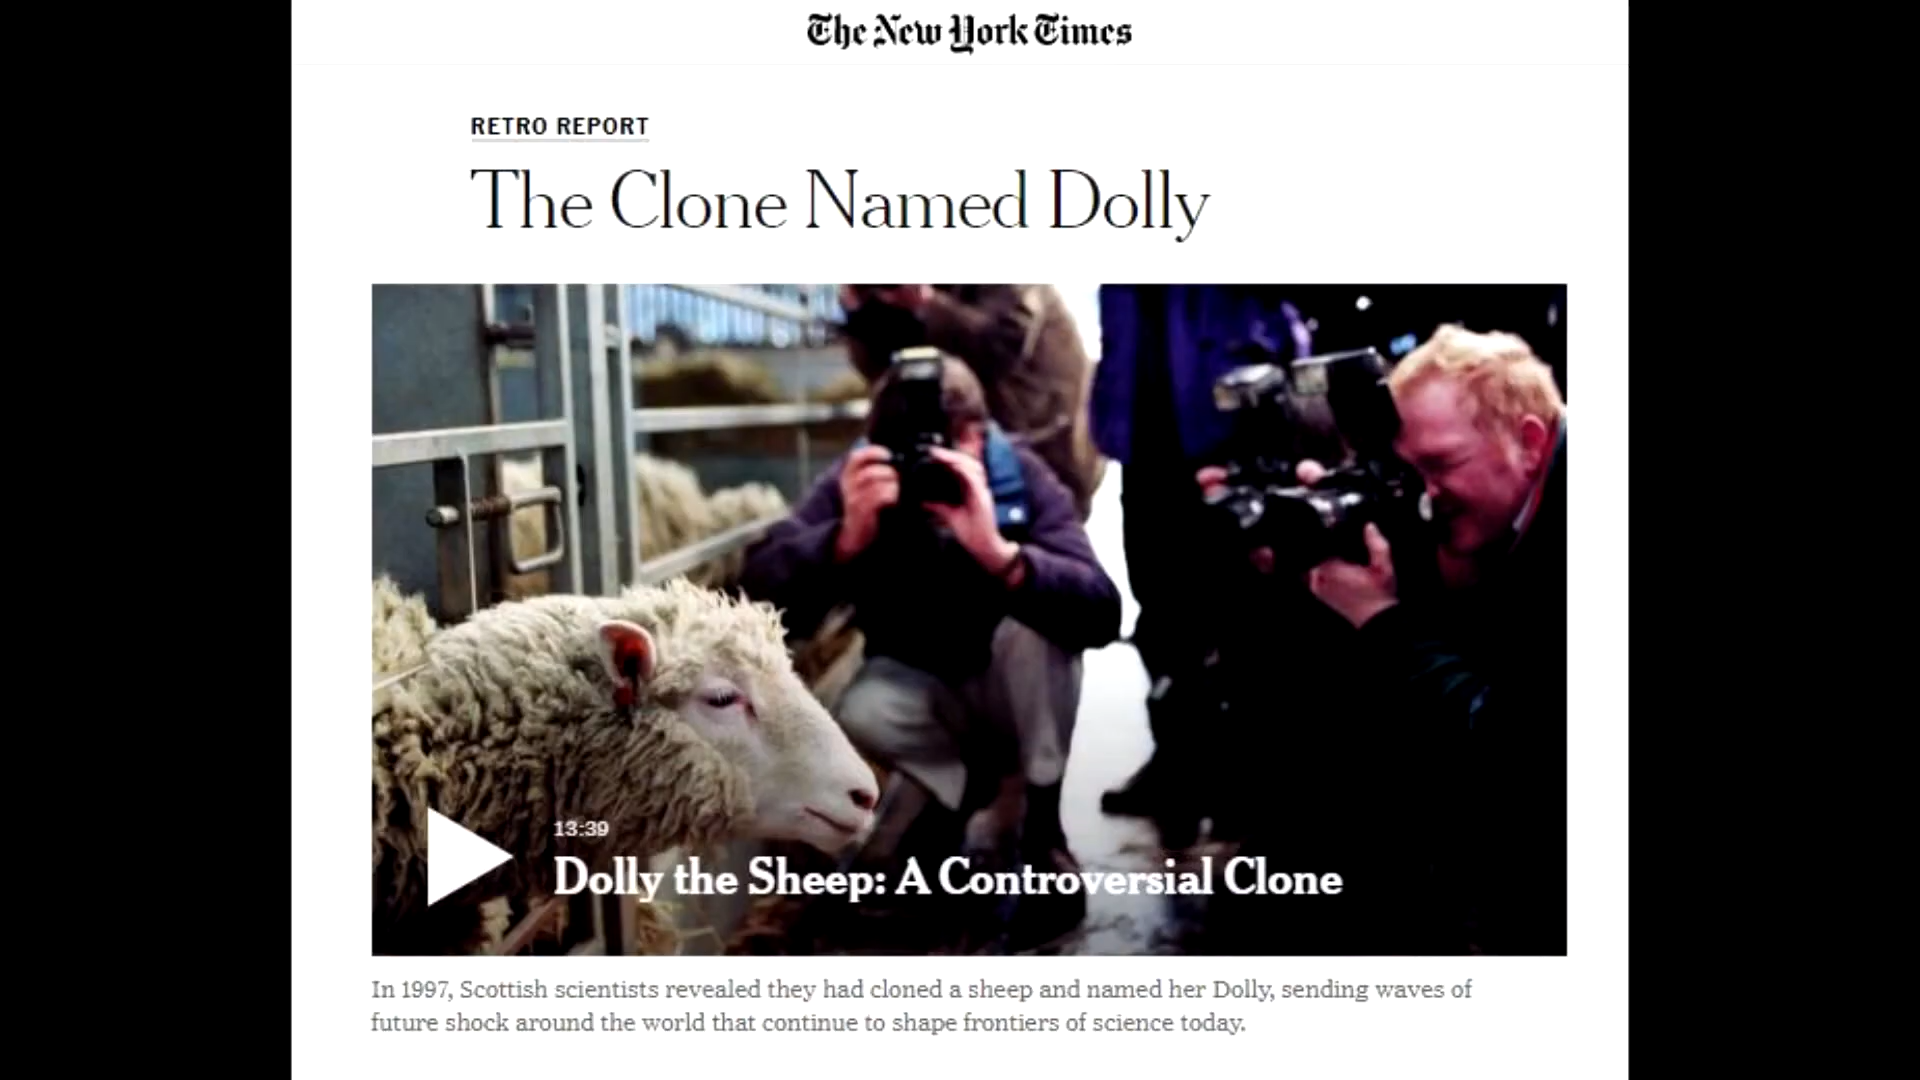 The New York Times
RETRO REPORT
The Clone Named Dolly
13:39
Dolly the Sheep: A Controversial Clone
In 1997, Scottish scientists revealed they had cloned a sheep and named her Dolly, sending waves of
future shock around the world that continue to shape frontiers of science today.